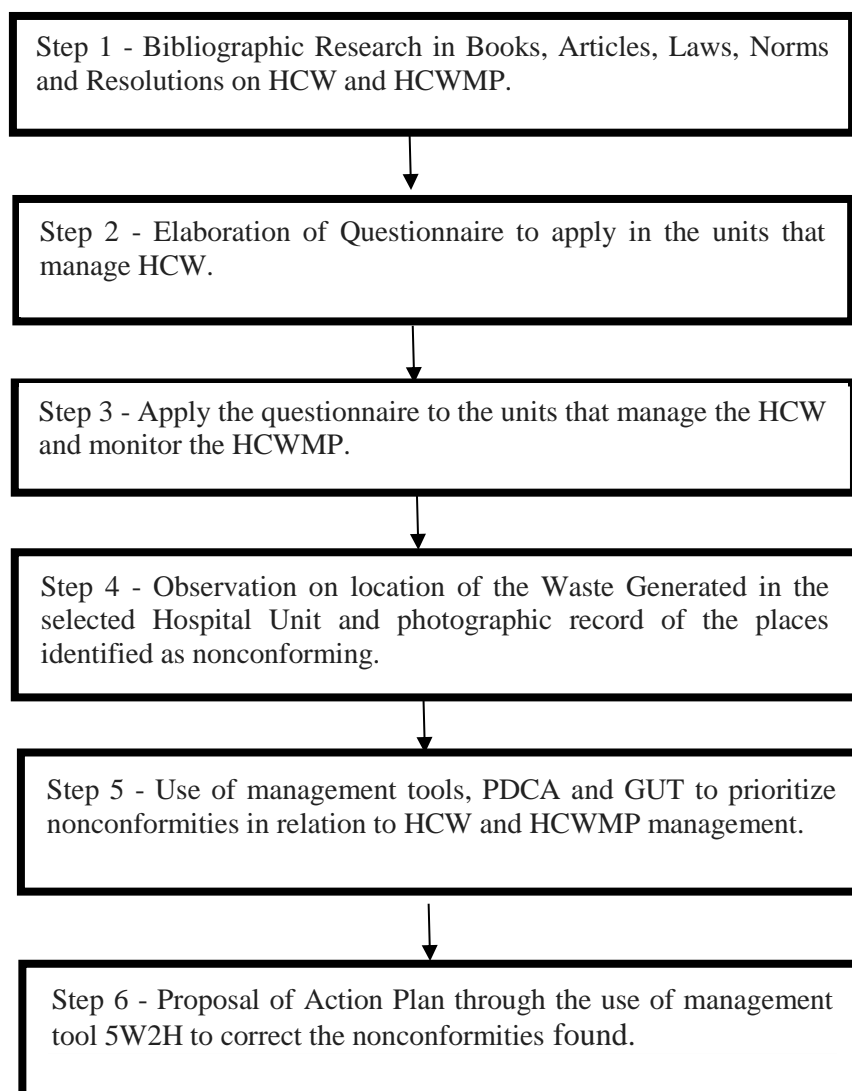 Step 1 - Bibliographic Research in Books, Articles, Laws, Norms
and Resolutions on HCW and HCWMP.
Step 2 - Elaboration of Questionnaire to apply in the units that
manage HCW.
Step 3 - Apply the questionnaire to the units that manage the HCW
and monitor the HCWMP.
Step 4 - Observation on location of the Waste Generated in the
selected Hospital Unit and photographic record of the places
identified as nonconforming.
Step 5 - Use of management tools, PDCA and GUT to prioritize
nonconformities in relation to HCW and HCWMP management.
Step 6 - Proposal of Action Plan through the use of management
tool 5W2H to correct the nonconformities found.